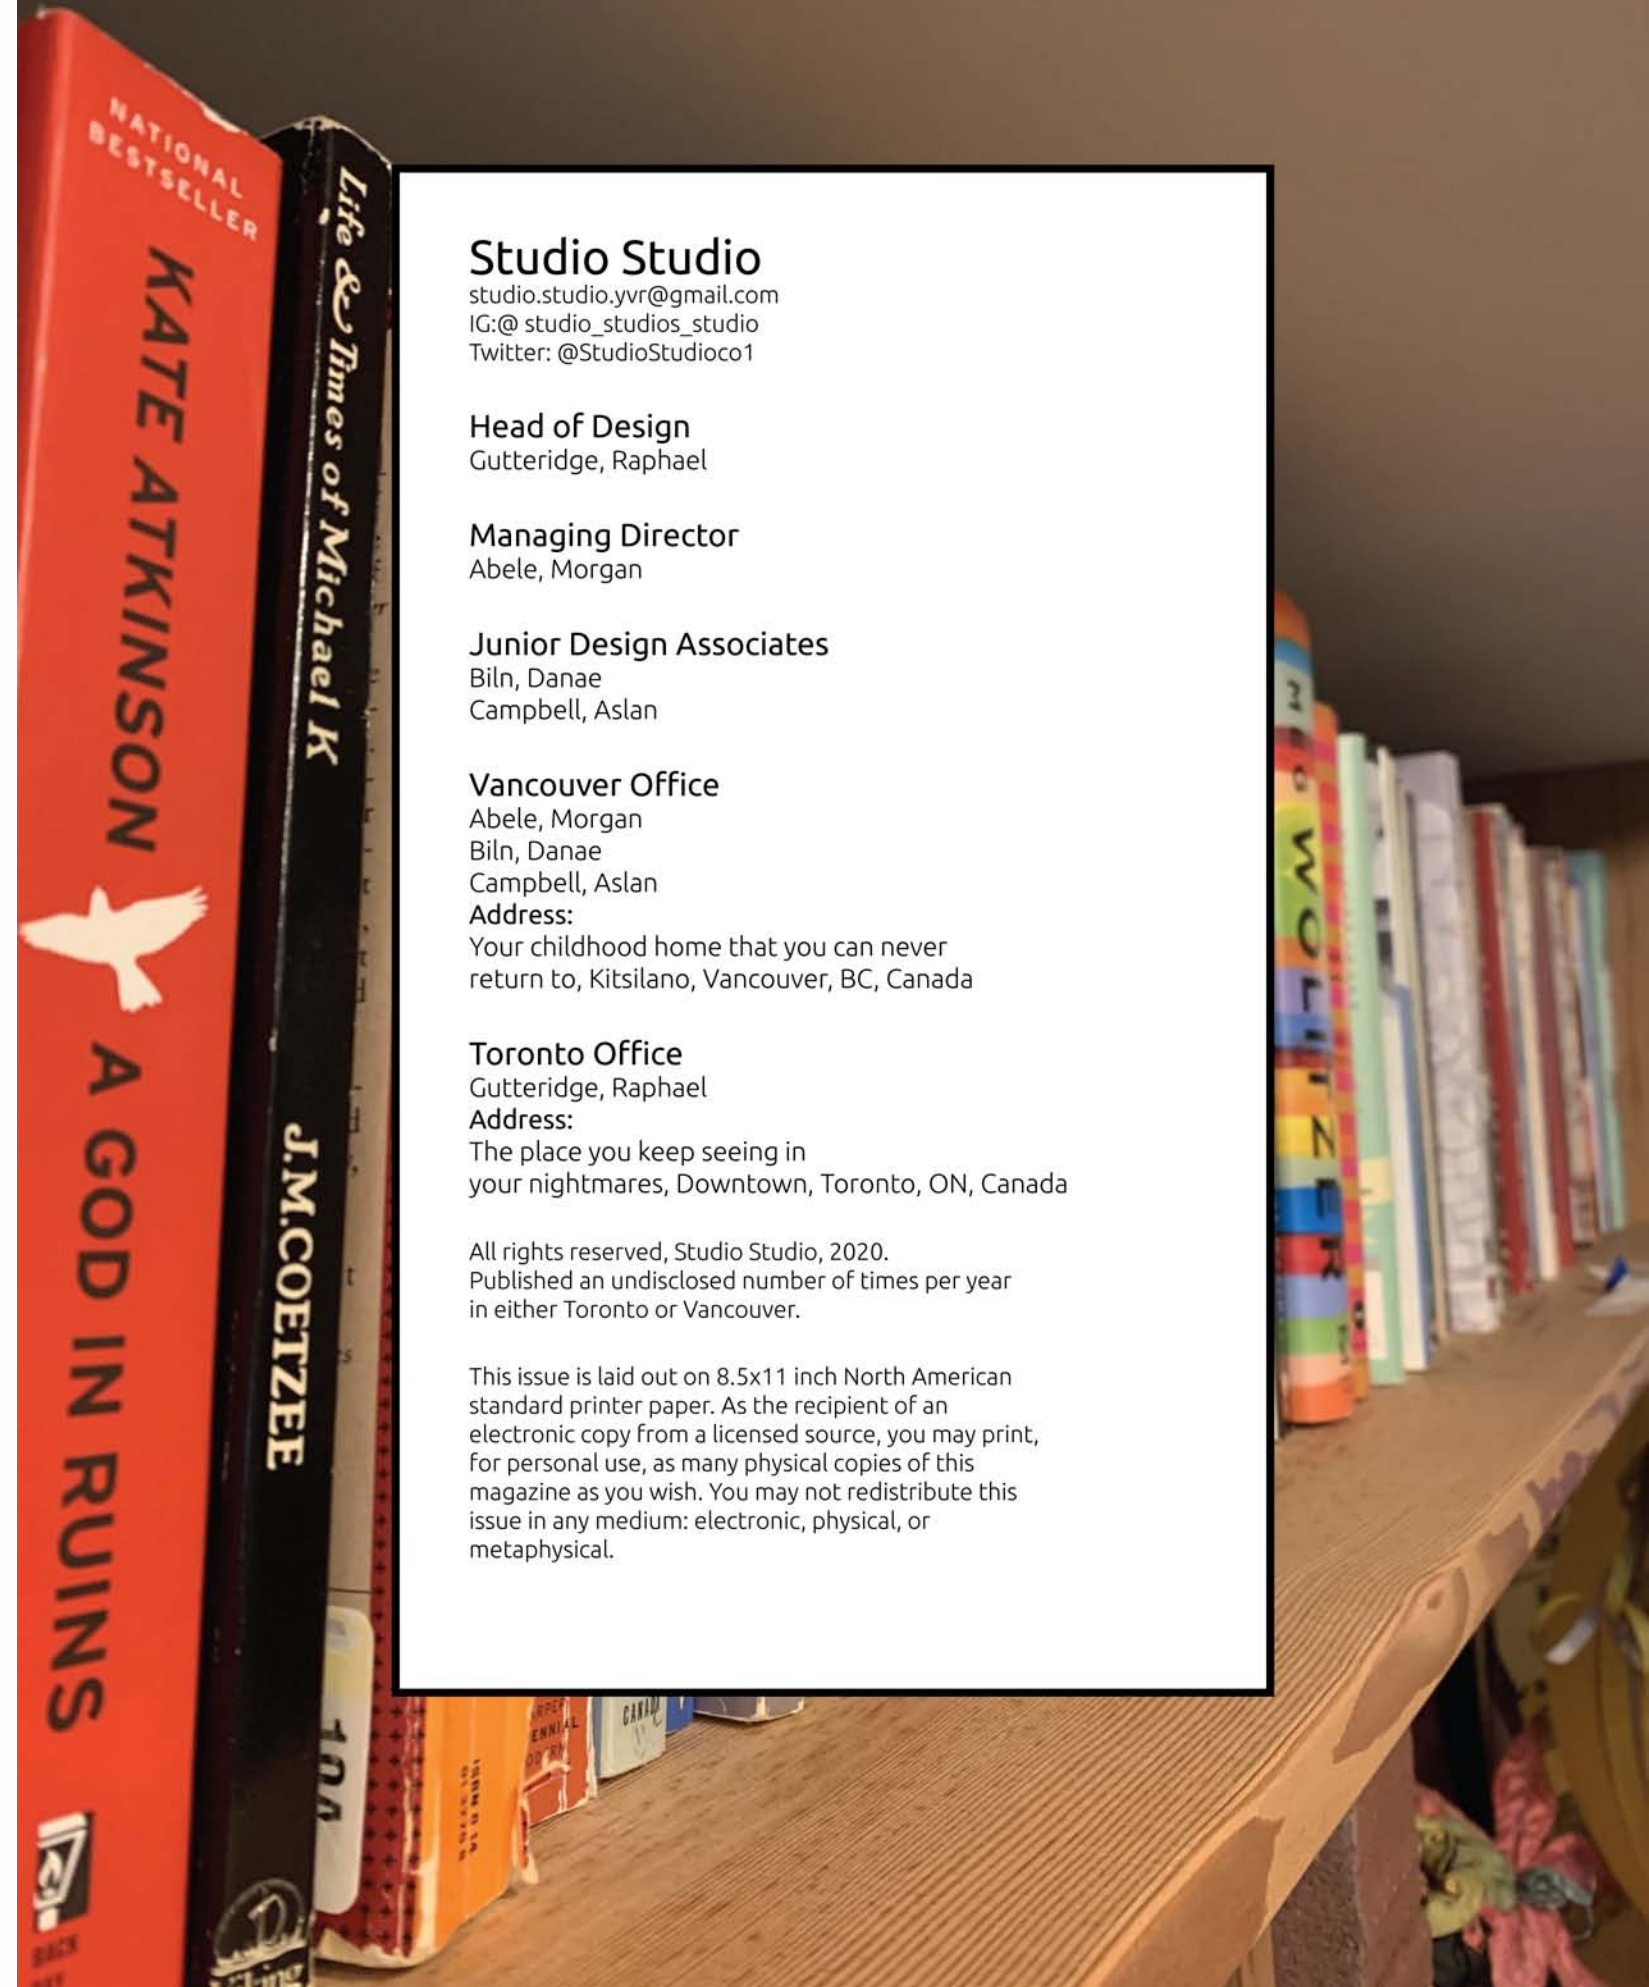 NATIONAL
BESTSELLER
KATE ATKINSON
A GOD IN RUINS
BACK
Life & Times of Michael K
J.M.COETZEE
Studio Studio
studio.studio.yvr@gmail.com
IG:@ studio_studios_studio
Twitter: @StudioStudioco1
Head of Design
Gutteridge, Raphael
Managing Director
Abele, Morgan
Junior Design Associates
Biln, Danae
Campbell, Aslan
Vancouver Office
Abele, Morgan
Biln, Danae
Campbell, Aslan
Address:
Your childhood home that you can never
return to, Kitsilano, Vancouver, BC, Canada
Toronto Office
Gutteridge, Raphael
Address:
The place you keep seeing in
your nightmares, Downtown, Toronto, ON, Canada
All rights reserved, Studio Studio, 2020.
Published an undisclosed number of times per year
in either Toronto or Vancouver.
This issue is laid out on 8.5x11 inch North American
standard printer paper. As the recipient of an
electronic copy from a licensed source, you may print,
for personal use, as many physical copies of this
magazine as you wish. You may not redistribute this
issue in any medium: electronic, physical, or
metaphysical.
MEG WOLITZER
CANADA